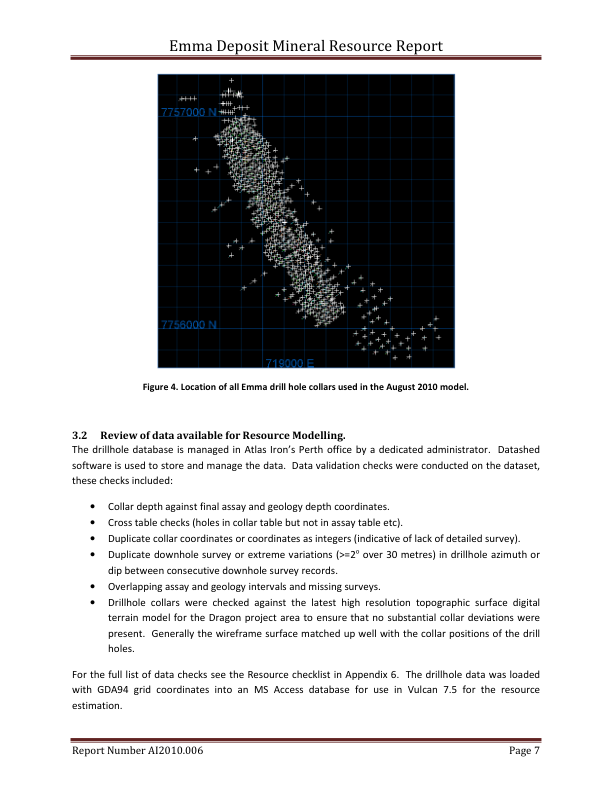 Emma Deposit Mineral Resource Report
7757000 N
7756000 N
719000 E
Figure 4. Location of all Emma drill hole collars used in the August 2010 model.
3.2 Review of data available for Resource Modelling.
The drillhole database is managed in Atlas Iron's Perth office by a dedicated administrator. Datashed
software is used to store and manage the data. Data validation checks were conducted on the dataset,
these checks included:
• Collar depth against final assay and geology depth coordinates.
• Cross table checks (holes in collar table but not in assay table etc).
• Duplicate collar coordinates or coordinates as integers (indicative of lack of detailed survey).
• Duplicate downhole survey or extreme variations (>=2° over 30 metres) in drillhole azimuth or
dip between consecutive downhole survey records.
• Overlapping assay and geology intervals and missing surveys.
• Drillhole collars were checked against the latest high resolution topographic surface digital
terrain model for the Dragon project area to ensure that no substantial collar deviations were
present. Generally the wireframe surface matched up well with the collar positions of the drill
holes.
For the full list of data checks see the Resource checklist in Appendix 6. The drillhole data was loaded
with GDA94 grid coordinates into an MS Access database for use in Vulcan 7.5 for the resource
estimation.
Report Number AI2010.006 Page 7